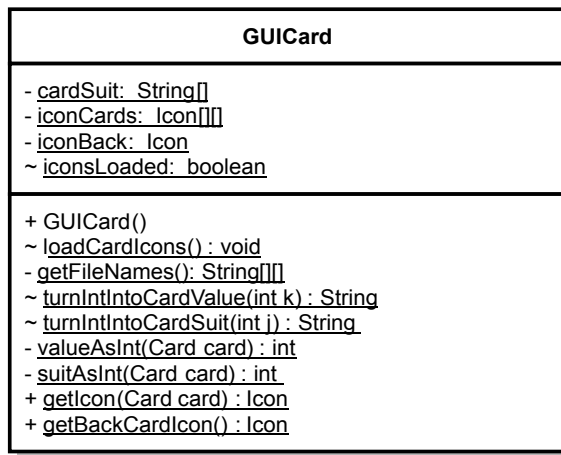 GUICard
- cardSuit: String[]
- iconCards: Icon[][]
- iconBack: Icon
~ iconsLoaded: boolean
+ GUICard()
~ loadCardIcons() : void
- getFileNames(): String[][]
~ turnIntIntoCardValue(int k) : String
~ turnIntIntoCardSuit(int j) : String
- valueAsInt(Card card) : int
- suitAsInt(Card card) : int
+ getIcon(Card card) : Icon
+ getBackCardIcon() : Icon